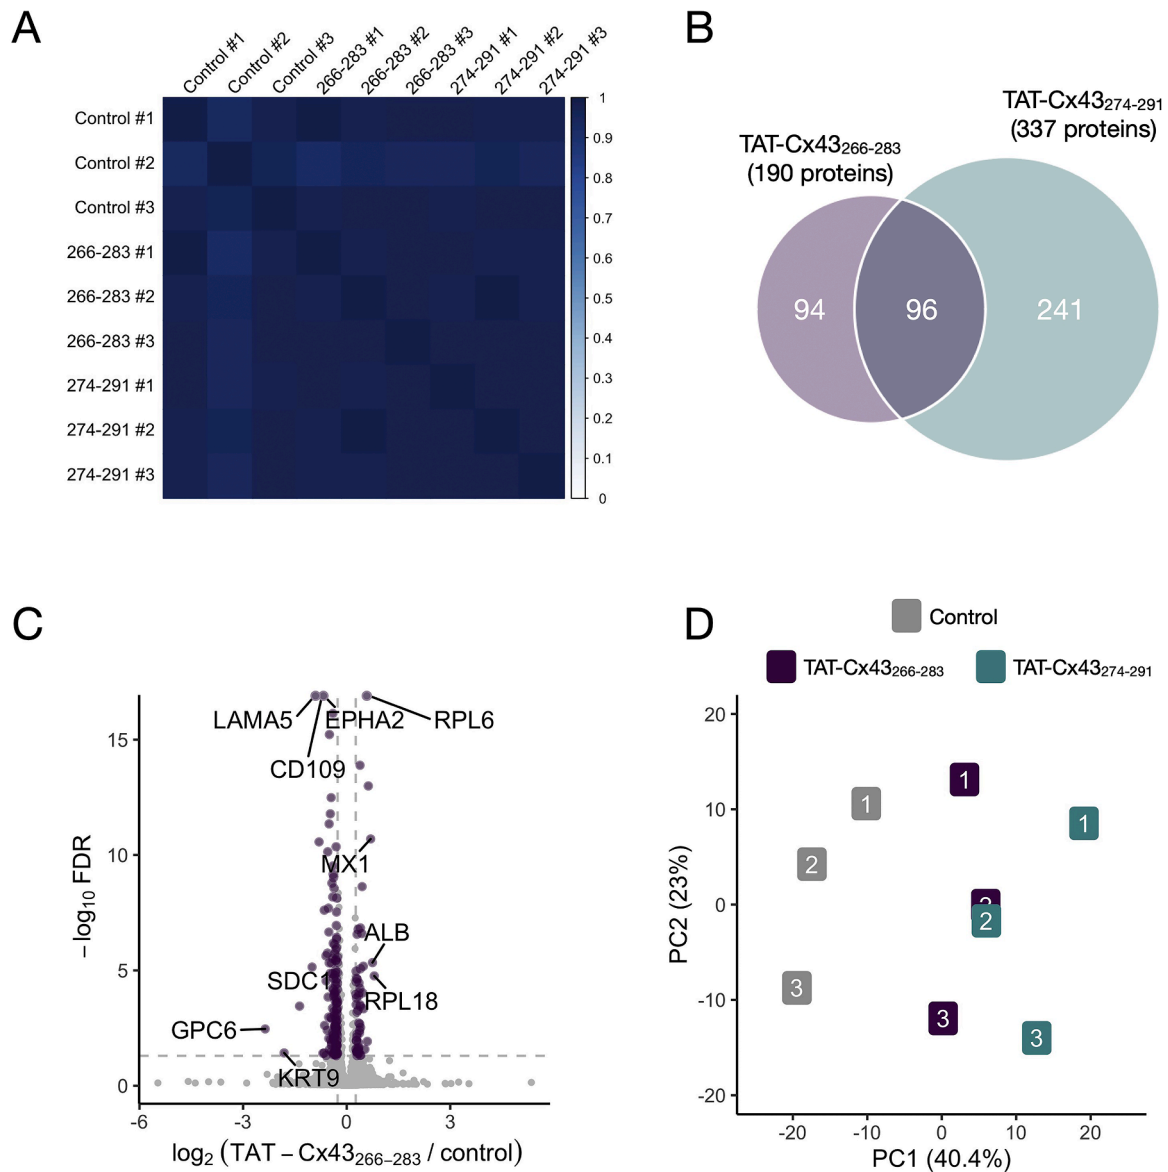 A
Control #1
Control #2
Control #3
266-283 #1
266-283 #2
266-283 #3
274-291 #1
274-291 #2
274-291 #3
Control #1
Control #2
Control #3
266-283 #1
266-283 #2
266-283 #3
274-291 #1
274-291 #2
274-291 #3
1
0.9
0.8
0.7
0.6
0.5
0.4
0.3
0.2
0.1
0
B
TAT-Cx43266-283
(190 proteins)
TAT-Cx43274-291
(337 proteins)
94
96
241
C
LAMA5
EPHA2
RPL6
CD109
MX1
ALB
SDC1
RPL18
GPC6
KRT9
15
10
5
0
−log10 FDR
-6
-3
0
3
log2 (TAT − Cx43266−283 / control)
D
Control
TAT-Cx43266-283
TAT-Cx43274-291
20
10
0
-10
-20
PC2 (23%)
1
1
1
2
2
2
3
3
3
-20
-10
0
10
20
PC1 (40.4%)